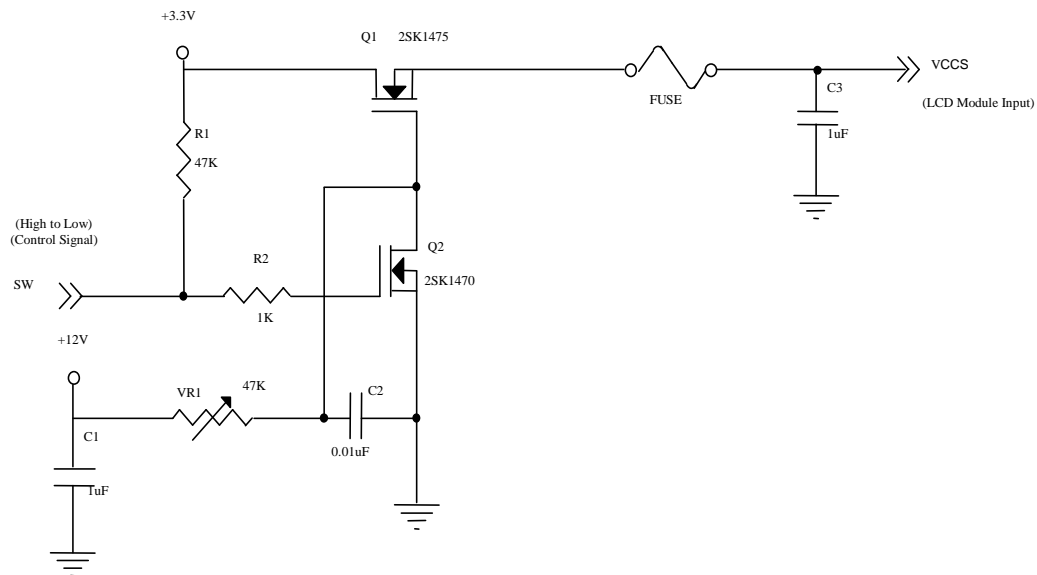 +3.3V
Q1 2SK1475
VCCS
FUSE
C3
(LCD Module Input)
1uF
R1
47K
(High to Low)
(Control Signal)
SW
R2
1K
Q2
2SK1470
+12V
VR1
47K
C2
0.01uF
C1
1uF